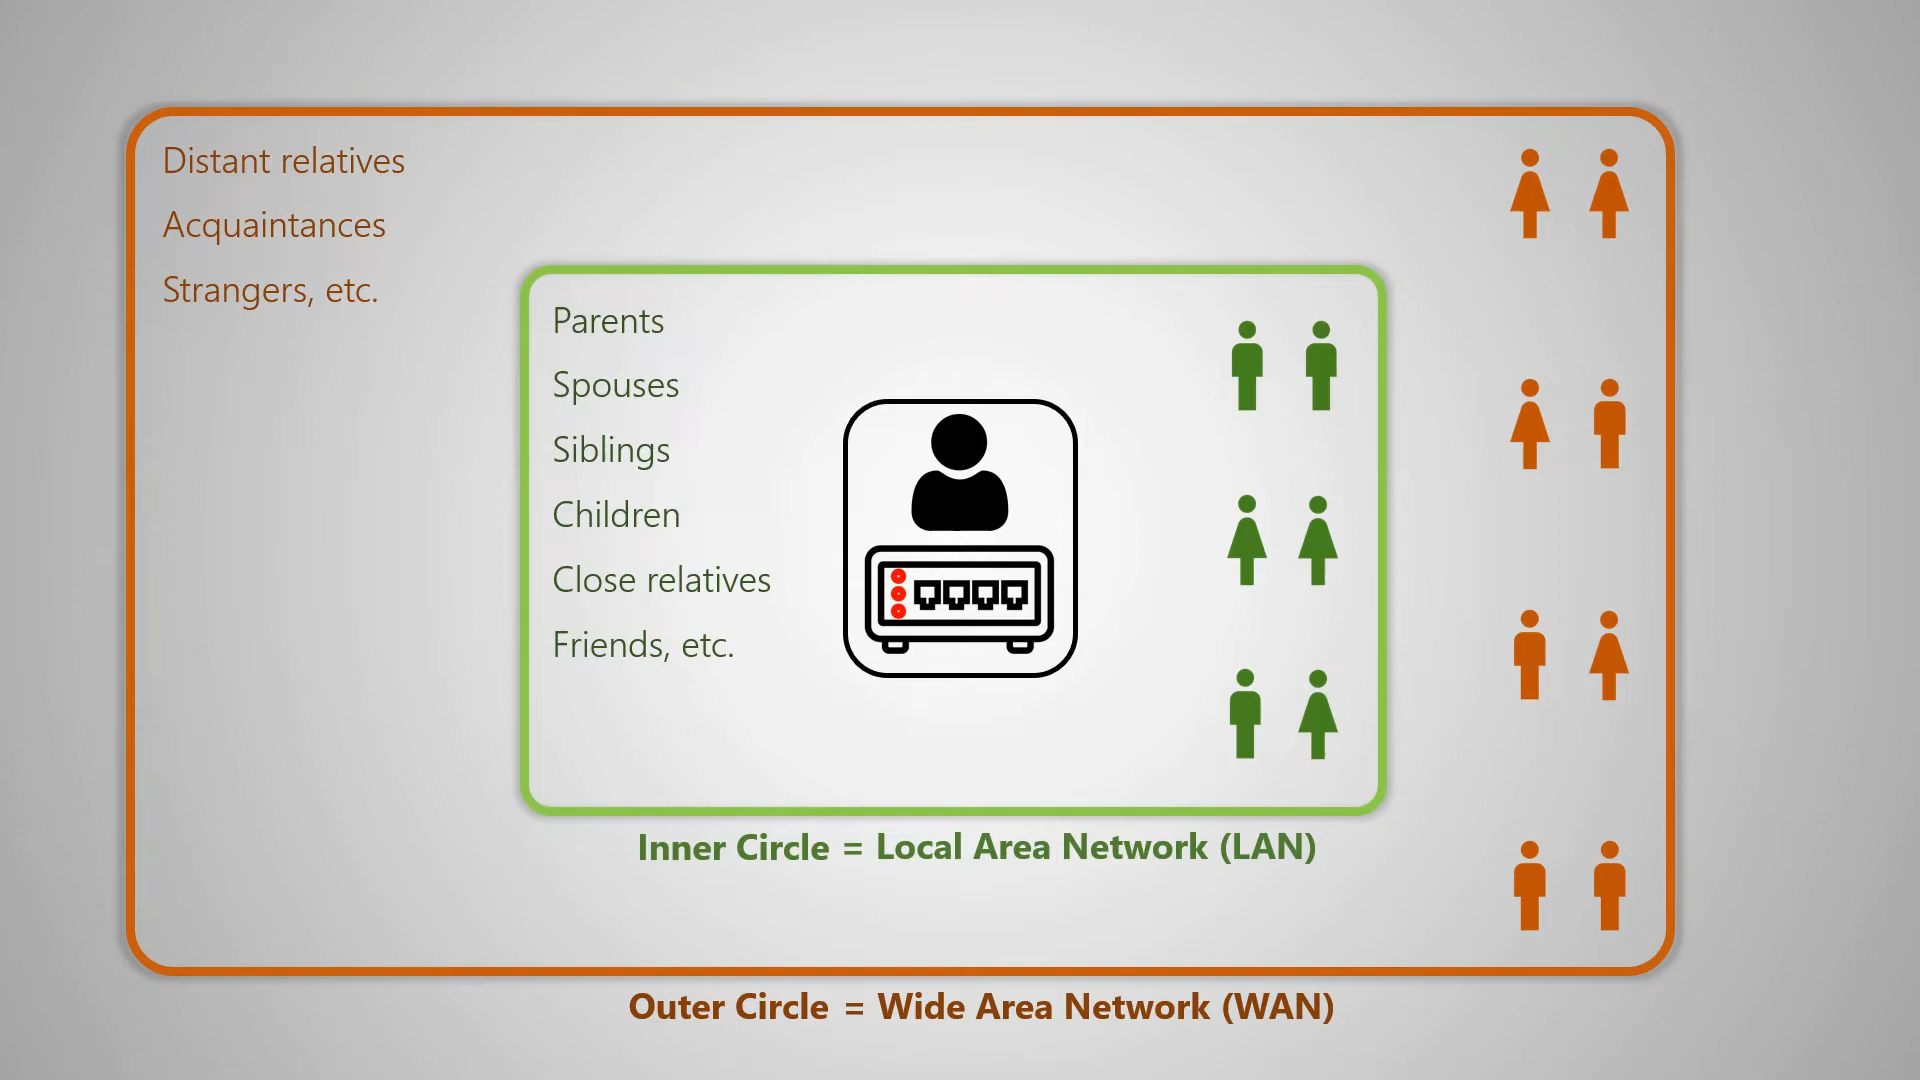 Distant relatives
Acquaintances
Strangers, etc.
Parents
Spouses
Siblings
Children
Close relatives
Friends, etc.
Inner Circle = Local Area Network (LAN)
Outer Circle = Wide Area Network (WAN)